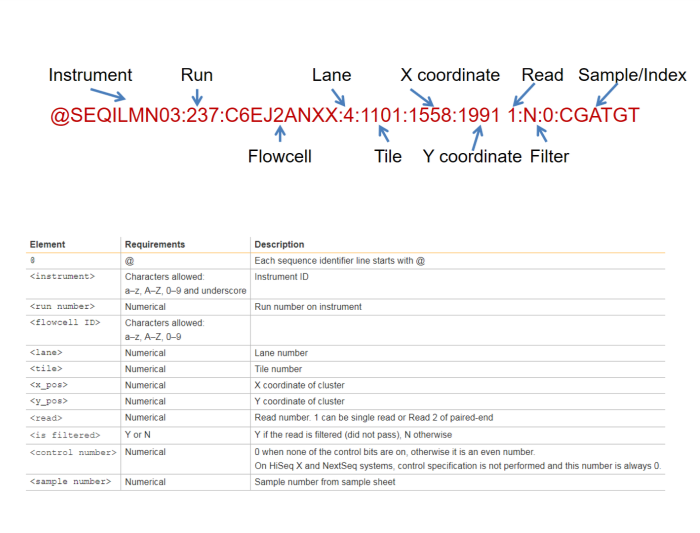 Instrument Run Lane X coordinate Read Sample/Index
@SEQILMN03:237:C6EJ2ANXX:4:1101:1558:1991 1:N:0:CGATGT
Flowcell Tile Y coordinate Filter
Element Requirements Description
@ @ Each sequence identifier line starts with @
<instrument> Characters allowed: Instrument ID
a–z, A–Z, 0–9 and underscore
<run number> Numerical Run number on instrument
<flowcell ID> Characters allowed:
a–z, A–Z, 0–9
<lane> Numerical Lane number
<tile> Numerical Tile number
<x_pos> Numerical X coordinate of cluster
<y_pos> Numerical Y coordinate of cluster
<read> Numerical Read number. 1 can be single read or Read 2 of paired-end
<is filtered> Y or N Y if the read is filtered (did not pass), N otherwise
<control number> Numerical 0 when none of the control bits are on, otherwise it is an even number.
On HiSeq X and NextSeq systems, control specification is not performed and this number is always 0.
<sample number> Numerical Sample number from sample sheet